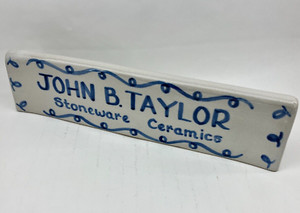 JOHN B. TAYLOR
Stoneware Ceramics